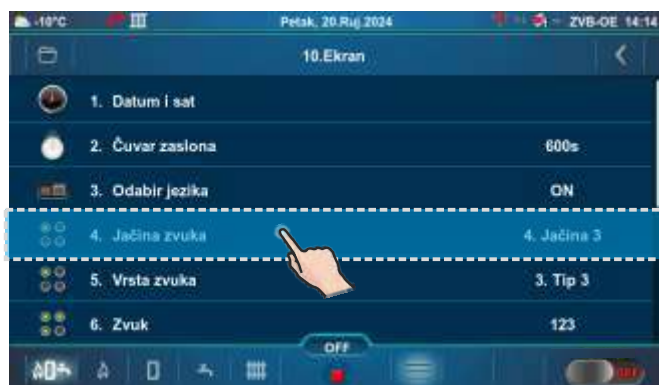 -10°C Petak, 20.Ruj.2024 ZVB-OE 14:14
10.Ekran
1. Datum i sat
2. Čuvar zaslona 600s
3. Odabir jezika ON
4. Jačina zvuka 4. Jačina 3
5. Vrsta zvuka 3. Tip 3
6. Zvuk 123
OFF
OFF